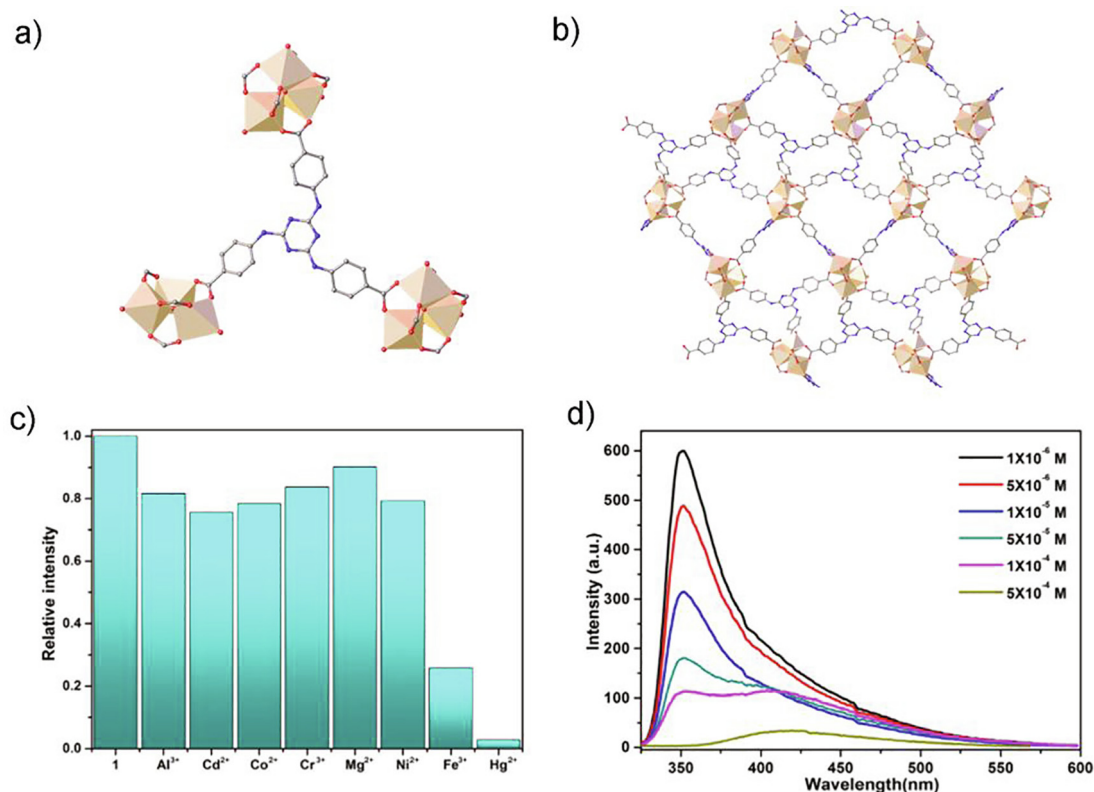 a)
b)
c)
Relative intensity
1.0
0.8
0.6
0.4
0.2
0.0
1 Al³⁺ Cd²⁺ Co²⁺ Cr³⁺ Mg²⁺ Ni²⁺ Fe³⁺ Hg²⁺
d)
Intensity (a.u.)
600
500
400
300
200
100
0
1X10⁻⁶ M
5X10⁻⁶ M
1X10⁻⁵ M
5X10⁻⁵ M
1X10⁻⁴ M
5X10⁻⁴ M
350 400 450 500 550 600
Wavelength(nm)